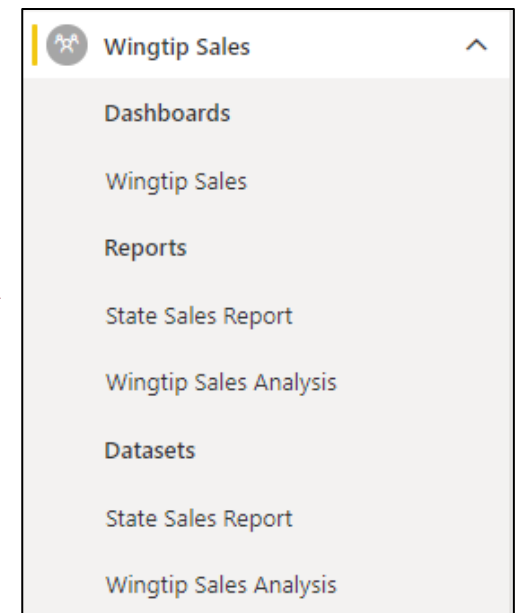 Wingtip Sales
Dashboards
Wingtip Sales
Reports
State Sales Report
Wingtip Sales Analysis
Datasets
State Sales Report
Wingtip Sales Analysis